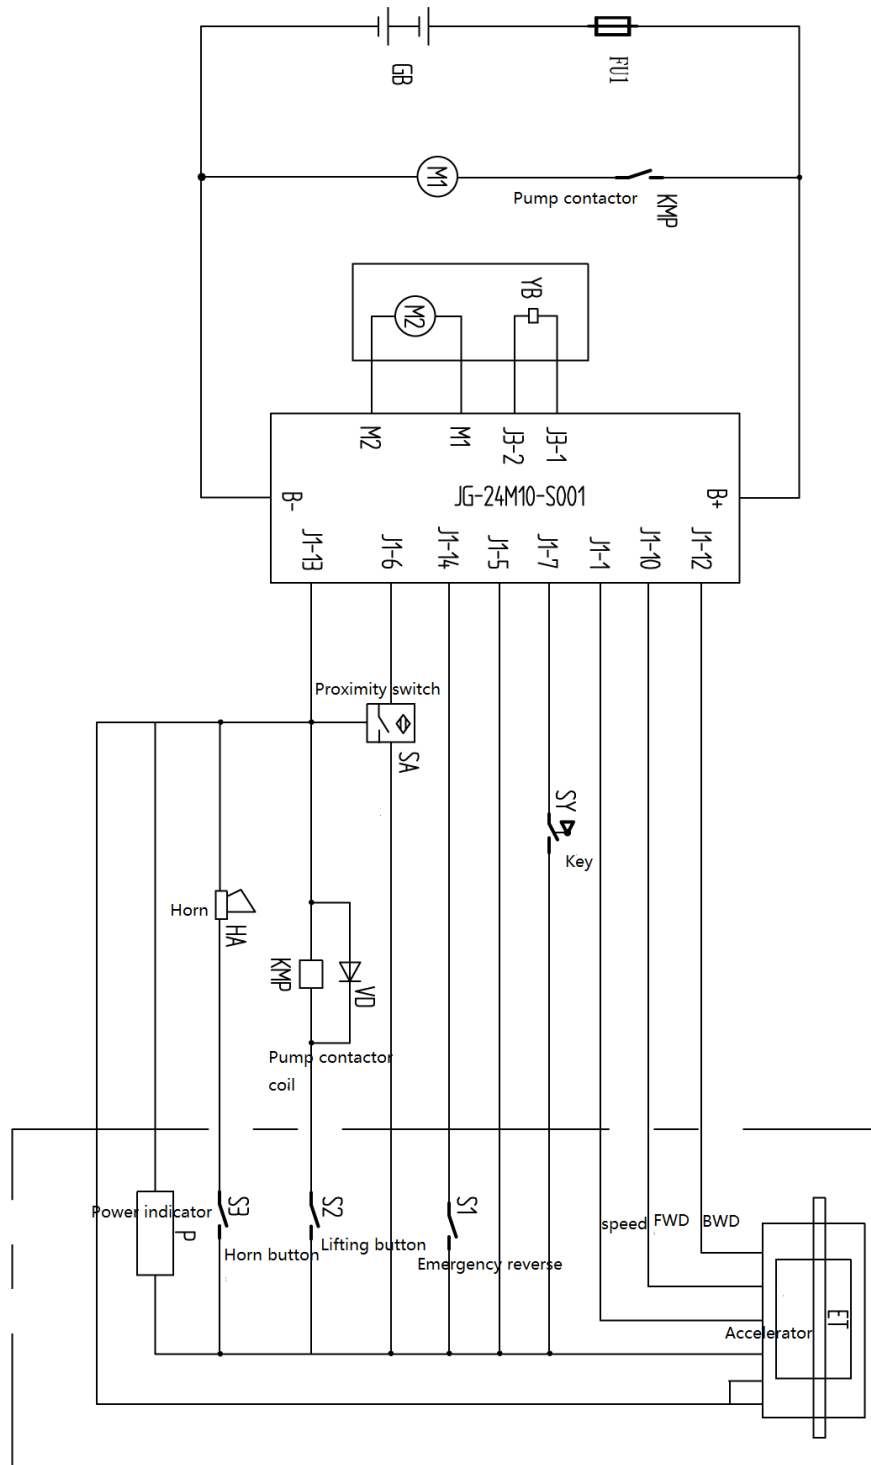 GB
FU1
M1
Pump contactor
KMP
YB
M2
M2
M1
J3-2
J3-1
B-
JG-24M10-S001
B+
J1-13
J1-6
J1-14
J1-5
J1-7
J1-1
J1-10
J1-12
Proximity switch
SA
SY
Key
Horn
HA
KMP
VD
Pump contactor
coil
S3
S2
S1
Power indicator
P
Horn button
Lifting button
Emergency reverse
speed
FWD
BWD
Accelerator
ET